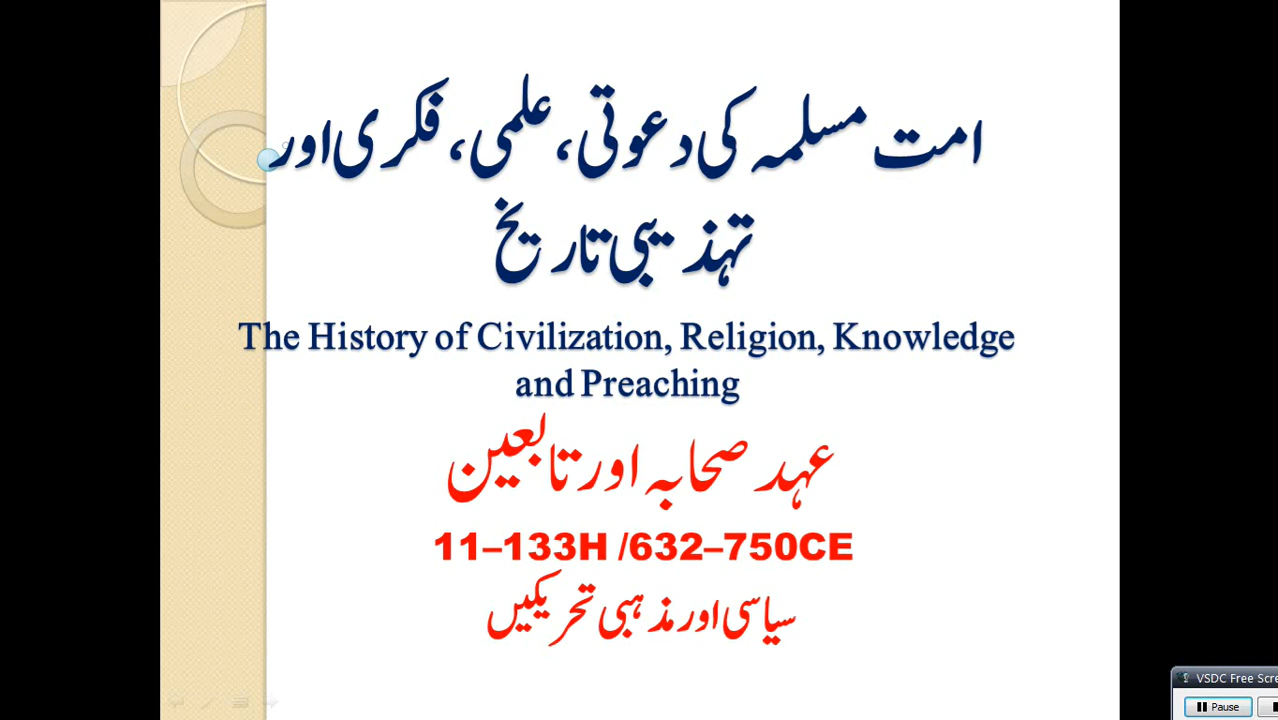 امت مسلمہ کی دعوتی، علمی، فکری اور
تہذیبی تاریخ
The History of Civilization, Religion, Knowledge
and Preaching
عہد صحابہ اور تابعین
11–133H /632–750CE
سیاسی اور مذہبی تحریکیں
VSDC Free Scre
Pause